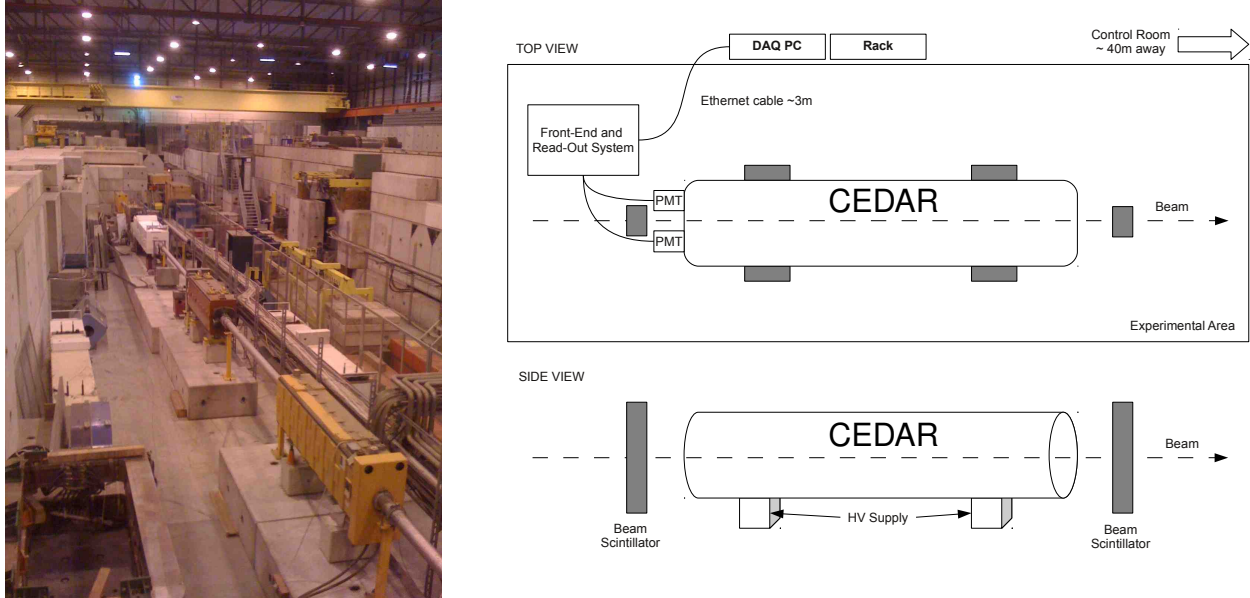 TOP VIEW
DAQ PC
Rack
Control Room
~ 40m away
Ethernet cable ~3m
Front-End and
Read-Out System
PMT
CEDAR
Beam
PMT
Experimental Area
SIDE VIEW
CEDAR
Beam
HV Supply
Beam
Scintillator
Beam
Scintillator